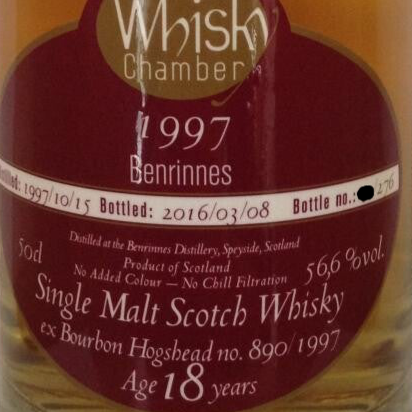 Whisky
Chamber
1997
Benrinnes
1997/10/15 Bottled: 2016/03/08 Bottle no.: 276
50cl
Distilled at the Benrinnes Distillery, Speyside, Scotland
Product of Scotland
No Added Colour — No Chill Filtration
56,6 %vol.
Single Malt Scotch Whisky
ex Bourbon Hogshead no. 890/1997
Age 18 years